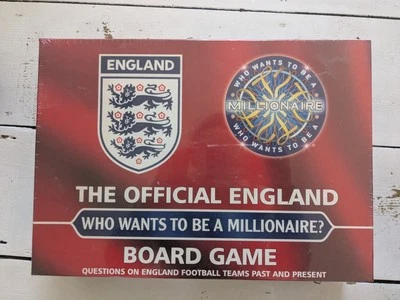 ENGLAND
WHO WANTS TO BE A
MILLIONAIRE
WHO WANTS TO BE A
THE OFFICIAL ENGLAND
WHO WANTS TO BE A MILLIONAIRE?
BOARD GAME
QUESTIONS ON ENGLAND FOOTBALL TEAMS PAST AND PRESENT